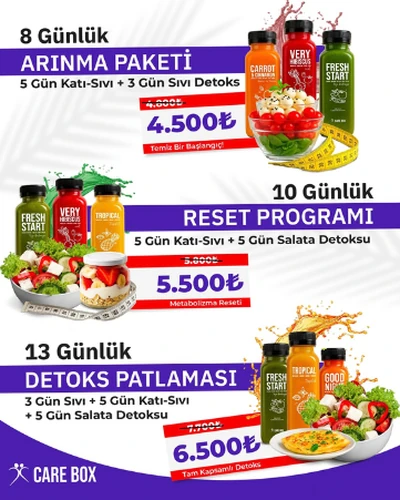 8 Günlük
ARINMA PAKETİ
5 Gün Katı-Sıvı + 3 Gün Sıvı Detoks
4.800₺
4.500₺
Temiz Bir Başlangıç!
CARROT
& CINNAMON
VERY
HIBISCUS
FRESH
START
10 Günlük
RESET PROGRAMI
5 Gün Katı-Sıvı + 5 Gün Salata Detoksu
5.800₺
5.500₺
Metabolizma Reseti
FRESH
START
VERY
HIBISCUS
TROPICAL
13 Günlük
DETOKS PATLAMASI
3 Gün Sıvı + 5 Gün Katı-Sıvı
+ 5 Gün Salata Detoksu
7.700₺
6.500₺
Tam Kapsamlı Detoks
FRESH
START
TROPICAL
GOOD
CARE BOX